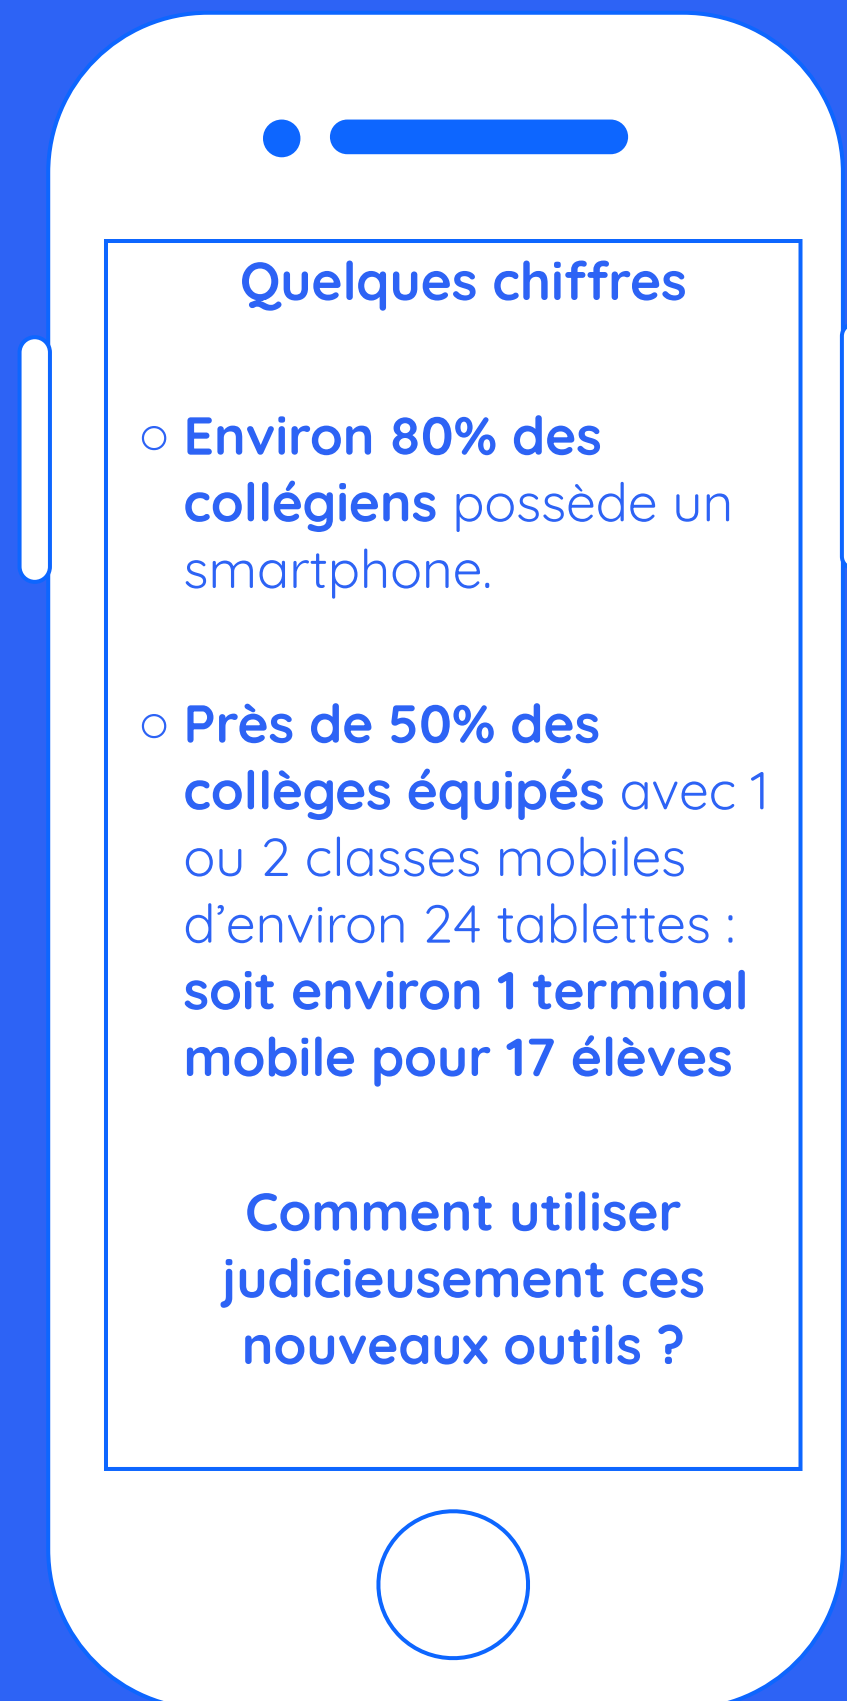 Quelques chiffres
○ Environ 80% des
collégiens possède un
smartphone.
○ Près de 50% des
collèges équipés avec 1
ou 2 classes mobiles
d’environ 24 tablettes :
soit environ 1 terminal
mobile pour 17 élèves
Comment utiliser
judicieusement ces
nouveaux outils ?